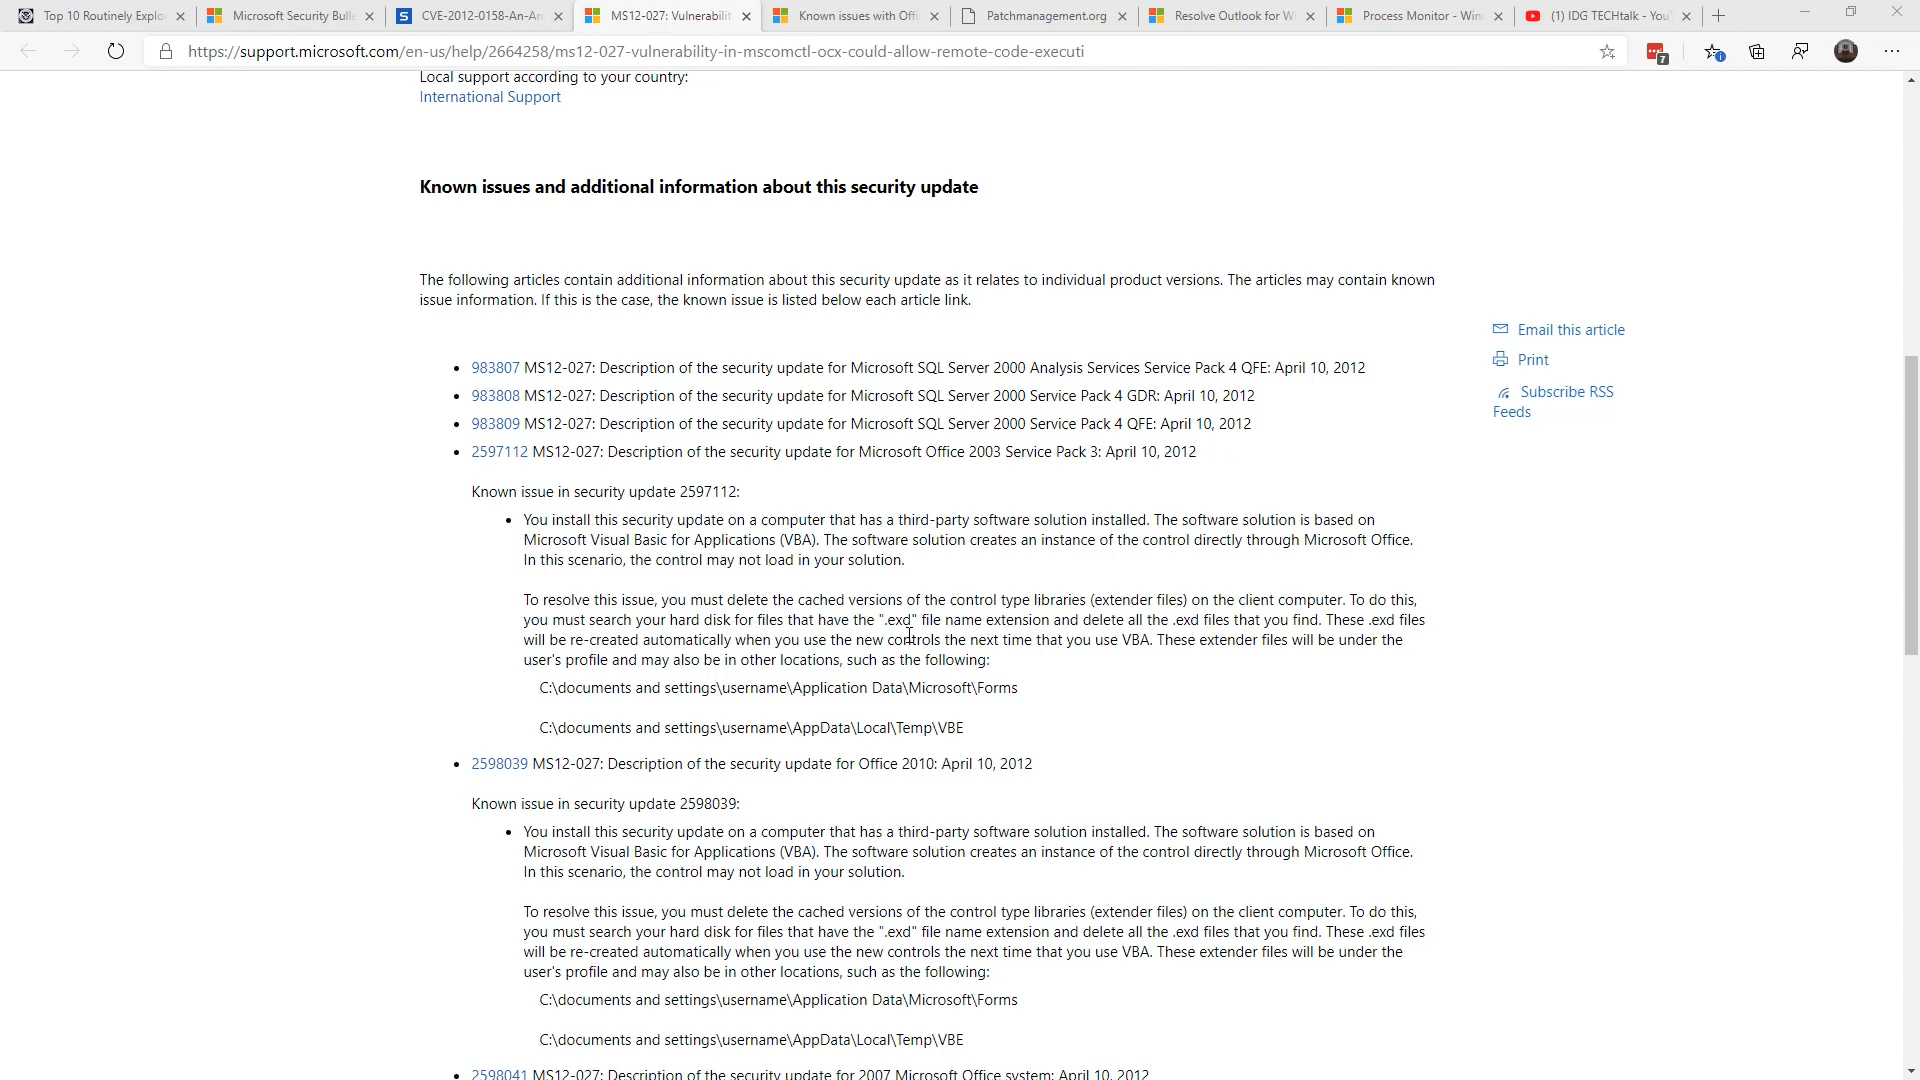 Top 10 Routinely Explo
Microsoft Security Bull
CVE-2012-0158-An-An
MS12-027: Vulnerabilit
Known issues with Offi
Patchmanagement.org
Resolve Outlook for W
Process Monitor - Win
(1) IDG TECHtalk - You
https://support.microsoft.com/en-us/help/2664258/ms12-027-vulnerability-in-mscomctl-ocx-could-allow-remote-code-executi
7
Local support according to your country:
International Support
Known issues and additional information about this security update
The following articles contain additional information about this security update as it relates to individual product versions. The articles may contain known
issue information. If this is the case, the known issue is listed below each article link.
Email this article
Print
Subscribe RSS
Feeds
983807 MS12-027: Description of the security update for Microsoft SQL Server 2000 Analysis Services Service Pack 4 QFE: April 10, 2012
983808 MS12-027: Description of the security update for Microsoft SQL Server 2000 Service Pack 4 GDR: April 10, 2012
983809 MS12-027: Description of the security update for Microsoft SQL Server 2000 Service Pack 4 QFE: April 10, 2012
2597112 MS12-027: Description of the security update for Microsoft Office 2003 Service Pack 3: April 10, 2012
Known issue in security update 2597112:
You install this security update on a computer that has a third-party software solution installed. The software solution is based on
Microsoft Visual Basic for Applications (VBA). The software solution creates an instance of the control directly through Microsoft Office.
In this scenario, the control may not load in your solution.
To resolve this issue, you must delete the cached versions of the control type libraries (extender files) on the client computer. To do this,
you must search your hard disk for files that have the ".exd" file name extension and delete all the .exd files that you find. These .exd files
will be re-created automatically when you use the new controls the next time that you use VBA. These extender files will be under the
user's profile and may also be in other locations, such as the following:
C:\documents and settings\username\Application Data\Microsoft\Forms
C:\documents and settings\username\AppData\Local\Temp\VBE
2598039 MS12-027: Description of the security update for Office 2010: April 10, 2012
Known issue in security update 2598039:
You install this security update on a computer that has a third-party software solution installed. The software solution is based on
Microsoft Visual Basic for Applications (VBA). The software solution creates an instance of the control directly through Microsoft Office.
In this scenario, the control may not load in your solution.
To resolve this issue, you must delete the cached versions of the control type libraries (extender files) on the client computer. To do this,
you must search your hard disk for files that have the ".exd" file name extension and delete all the .exd files that you find. These .exd files
will be re-created automatically when you use the new controls the next time that you use VBA. These extender files will be under the
user's profile and may also be in other locations, such as the following:
C:\documents and settings\username\Application Data\Microsoft\Forms
C:\documents and settings\username\AppData\Local\Temp\VBE
2598041 MS12-027: Description of the security update for 2007 Microsoft Office system: April 10, 2012